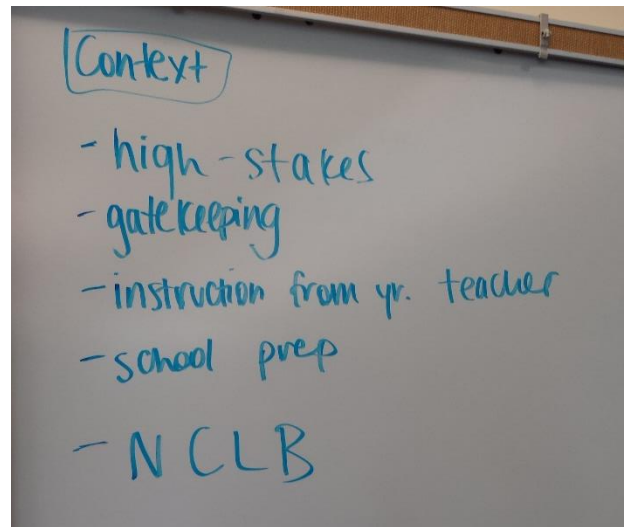 Context
- high-stakes
- gatekeeping
- instruction from yr. teacher
- school prep
- NCLB